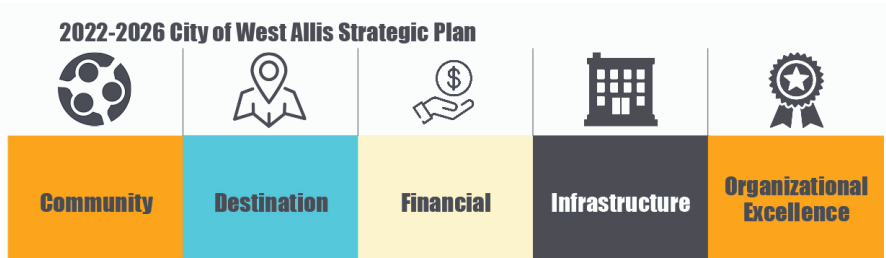 2022-2026 City of West Allis Strategic Plan
$
Community
Destination
Financial
Infrastructure
Organizational
Excellence